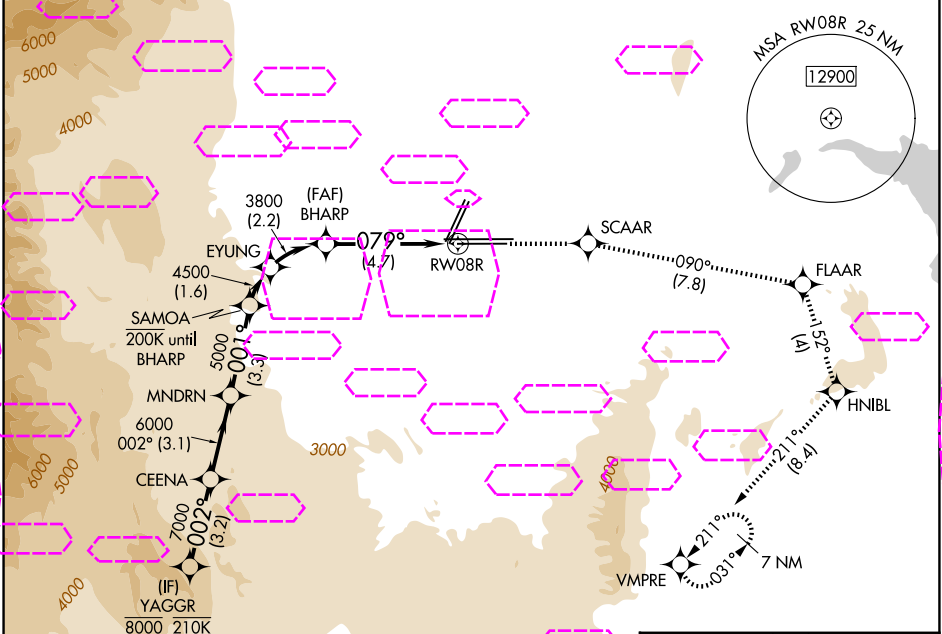 6000
5000
4000
MSA RW08R 25 NM
12900
3800
(2.2)
(FAF)
BHARP
EYUNG
079°
(4.7)
RW08R
SCAAR
090°
(7.8)
FLAAR
4500
(1.6)
SAMOA
200K until
BHARP
5000
001°
(3.3)
152°
(4)
MNDRN
HNIBL
6000
002° (3.1)
3000
211°
(8.4)
CEENA
6000
5000
4000
7000
002°
(3.2)
211°
031°
7 NM
VMPRE
4000
(IF)
YAGGR
8000 210K